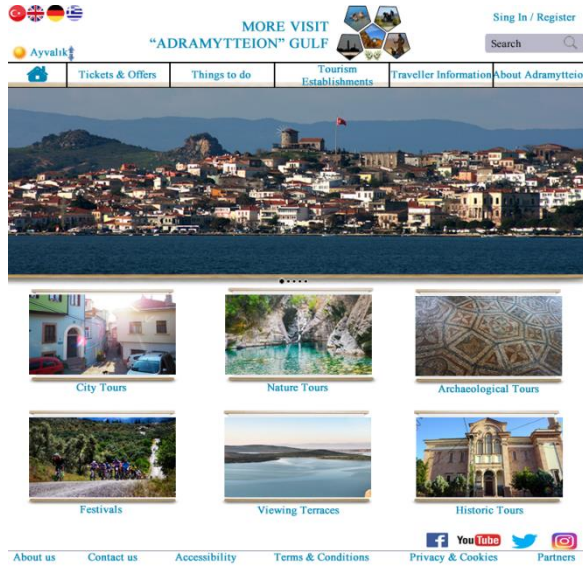 MORE VISIT
“ADRAMYTTEION” GULF
Sing In / Register
Ayvalık
Search
Tickets & Offers
Things to do
Tourism
Establishments
Traveller Information
About Adramytteio
City Tours
Nature Tours
Archaeological Tours
Festivals
Viewing Terraces
Historic Tours
You Tube
About us
Contact us
Accessibility
Terms & Conditions
Privacy & Cookies
Partners